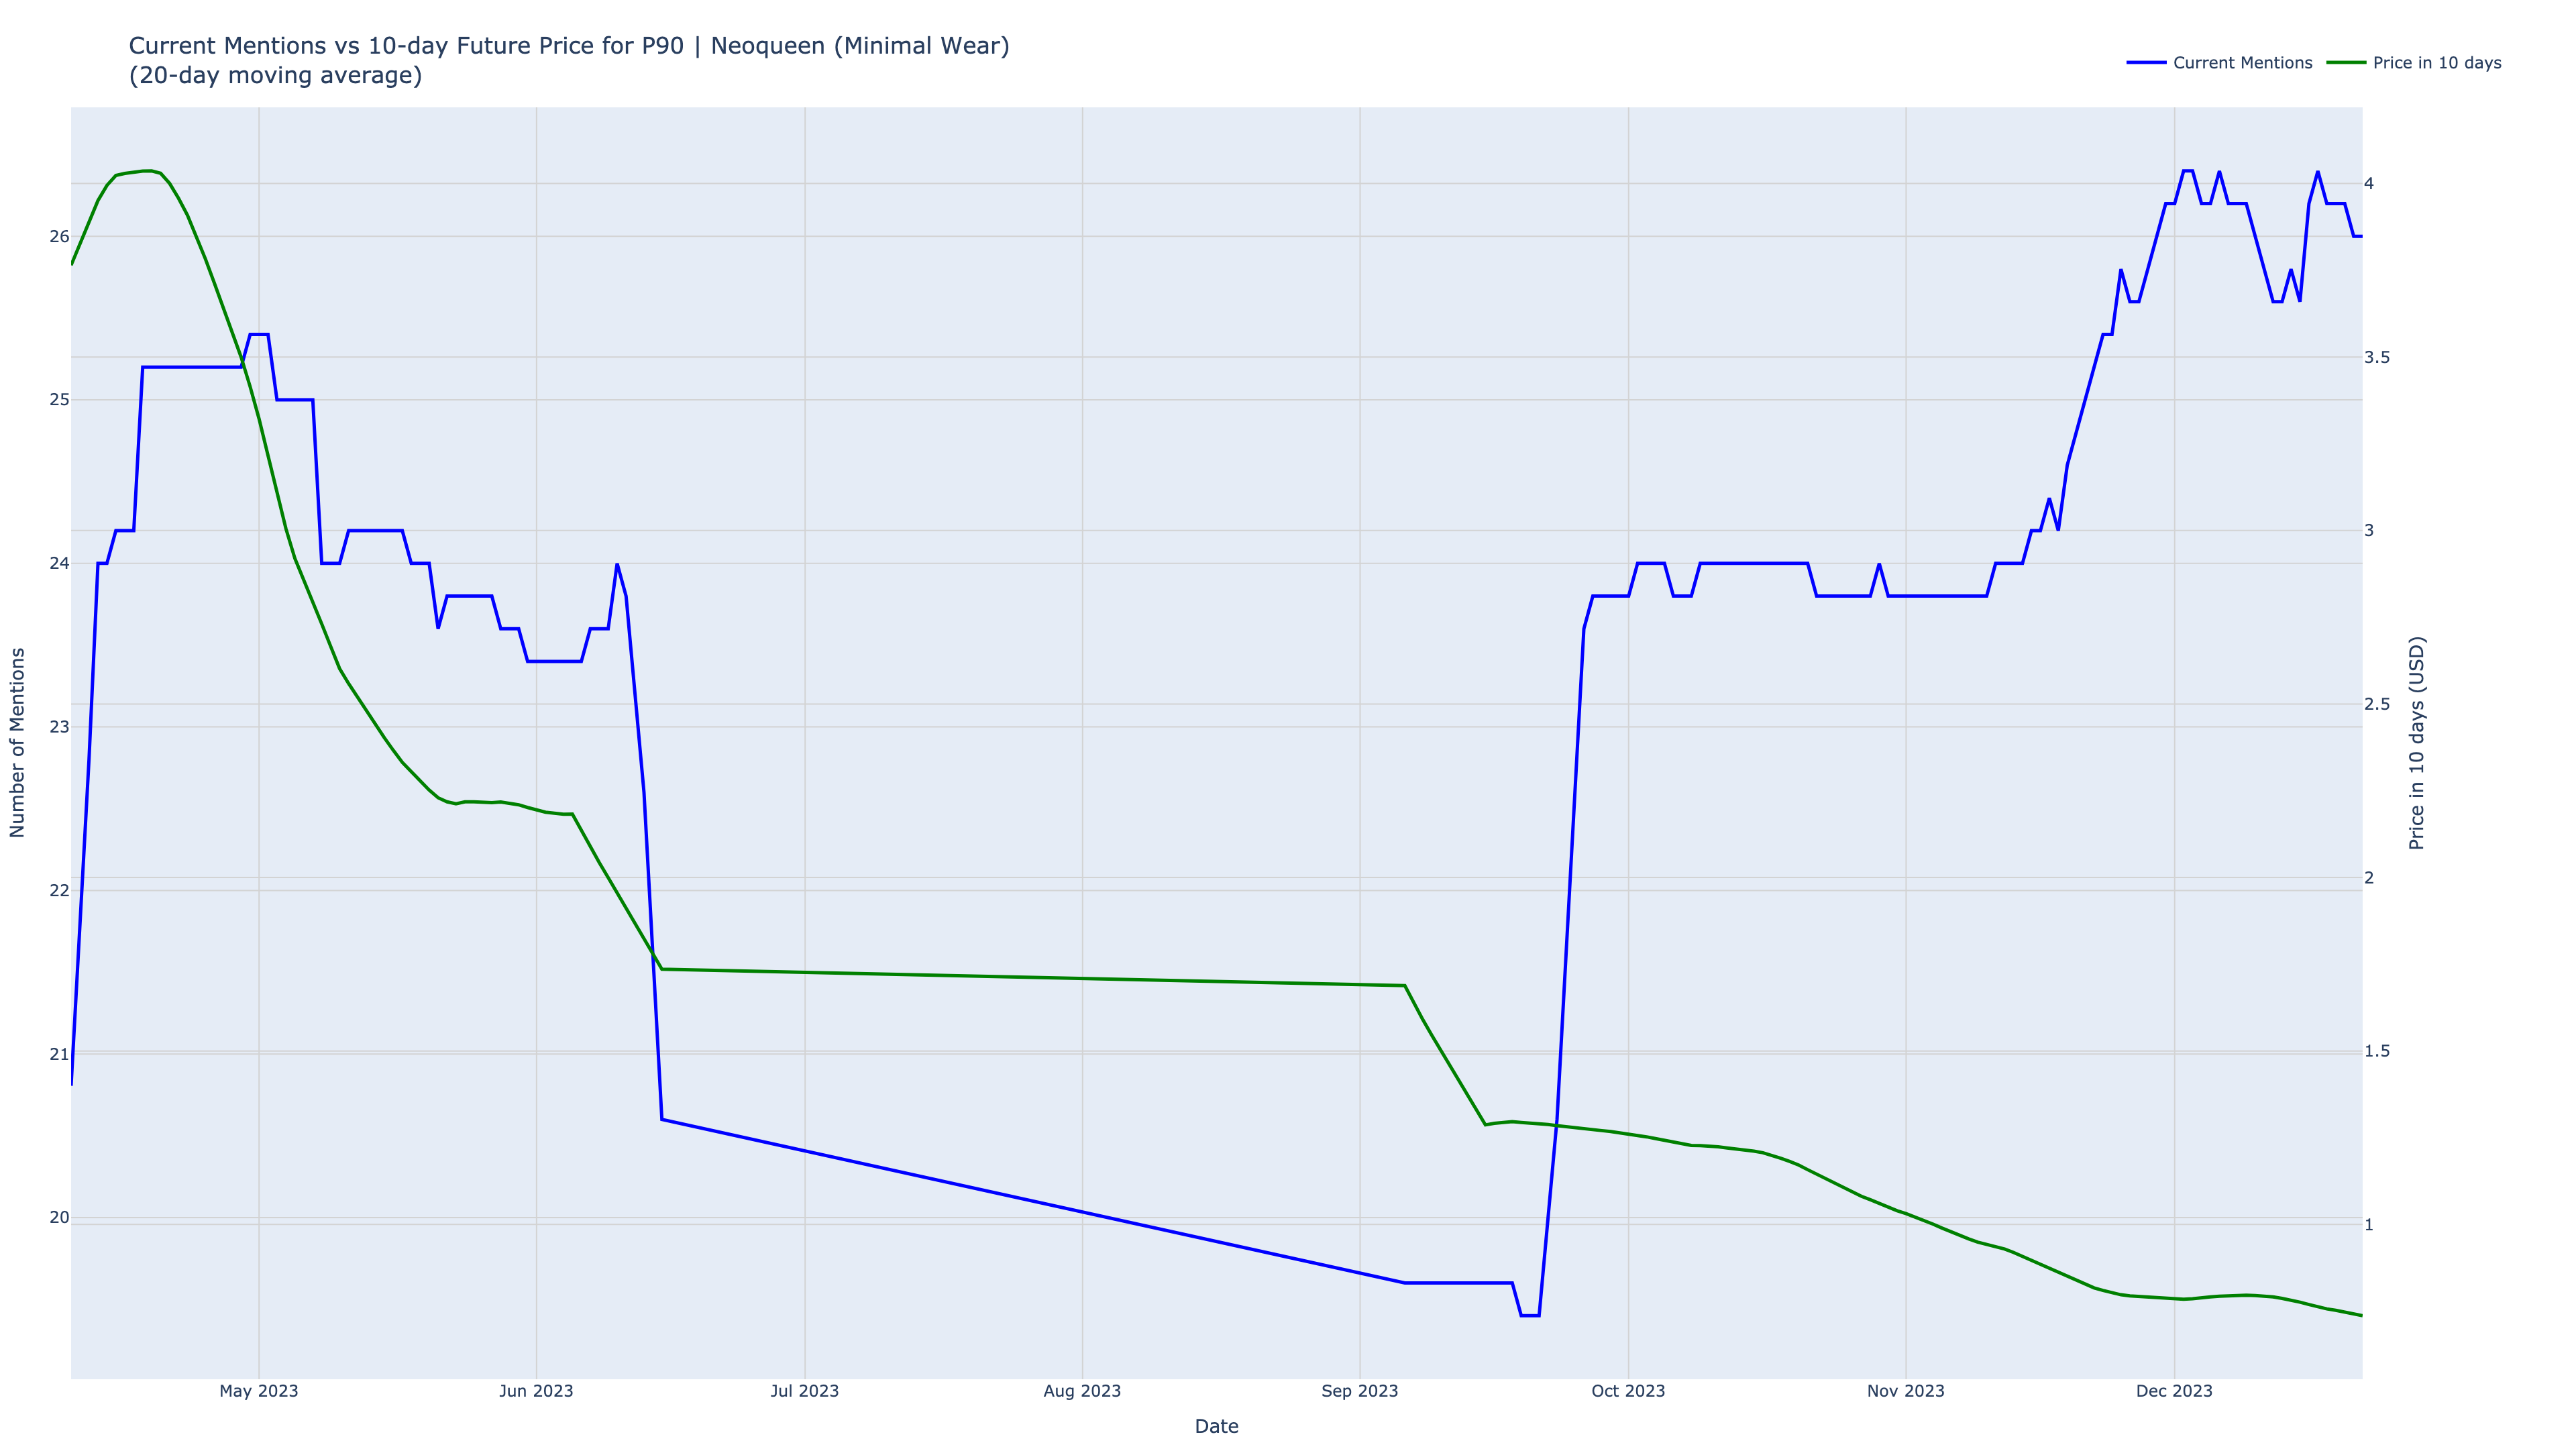 Current Mentions vs 10-day Future Price for P90 | Neoqueen (Minimal Wear)
(20-day moving average)
Current Mentions
Price in 10 days
26
25
24
23
22
21
20
Number of Mentions
4
3.5
3
2.5
2
1.5
1
Price in 10 days (USD)
May 2023
Jun 2023
Jul 2023
Aug 2023
Sep 2023
Oct 2023
Nov 2023
Dec 2023
Date